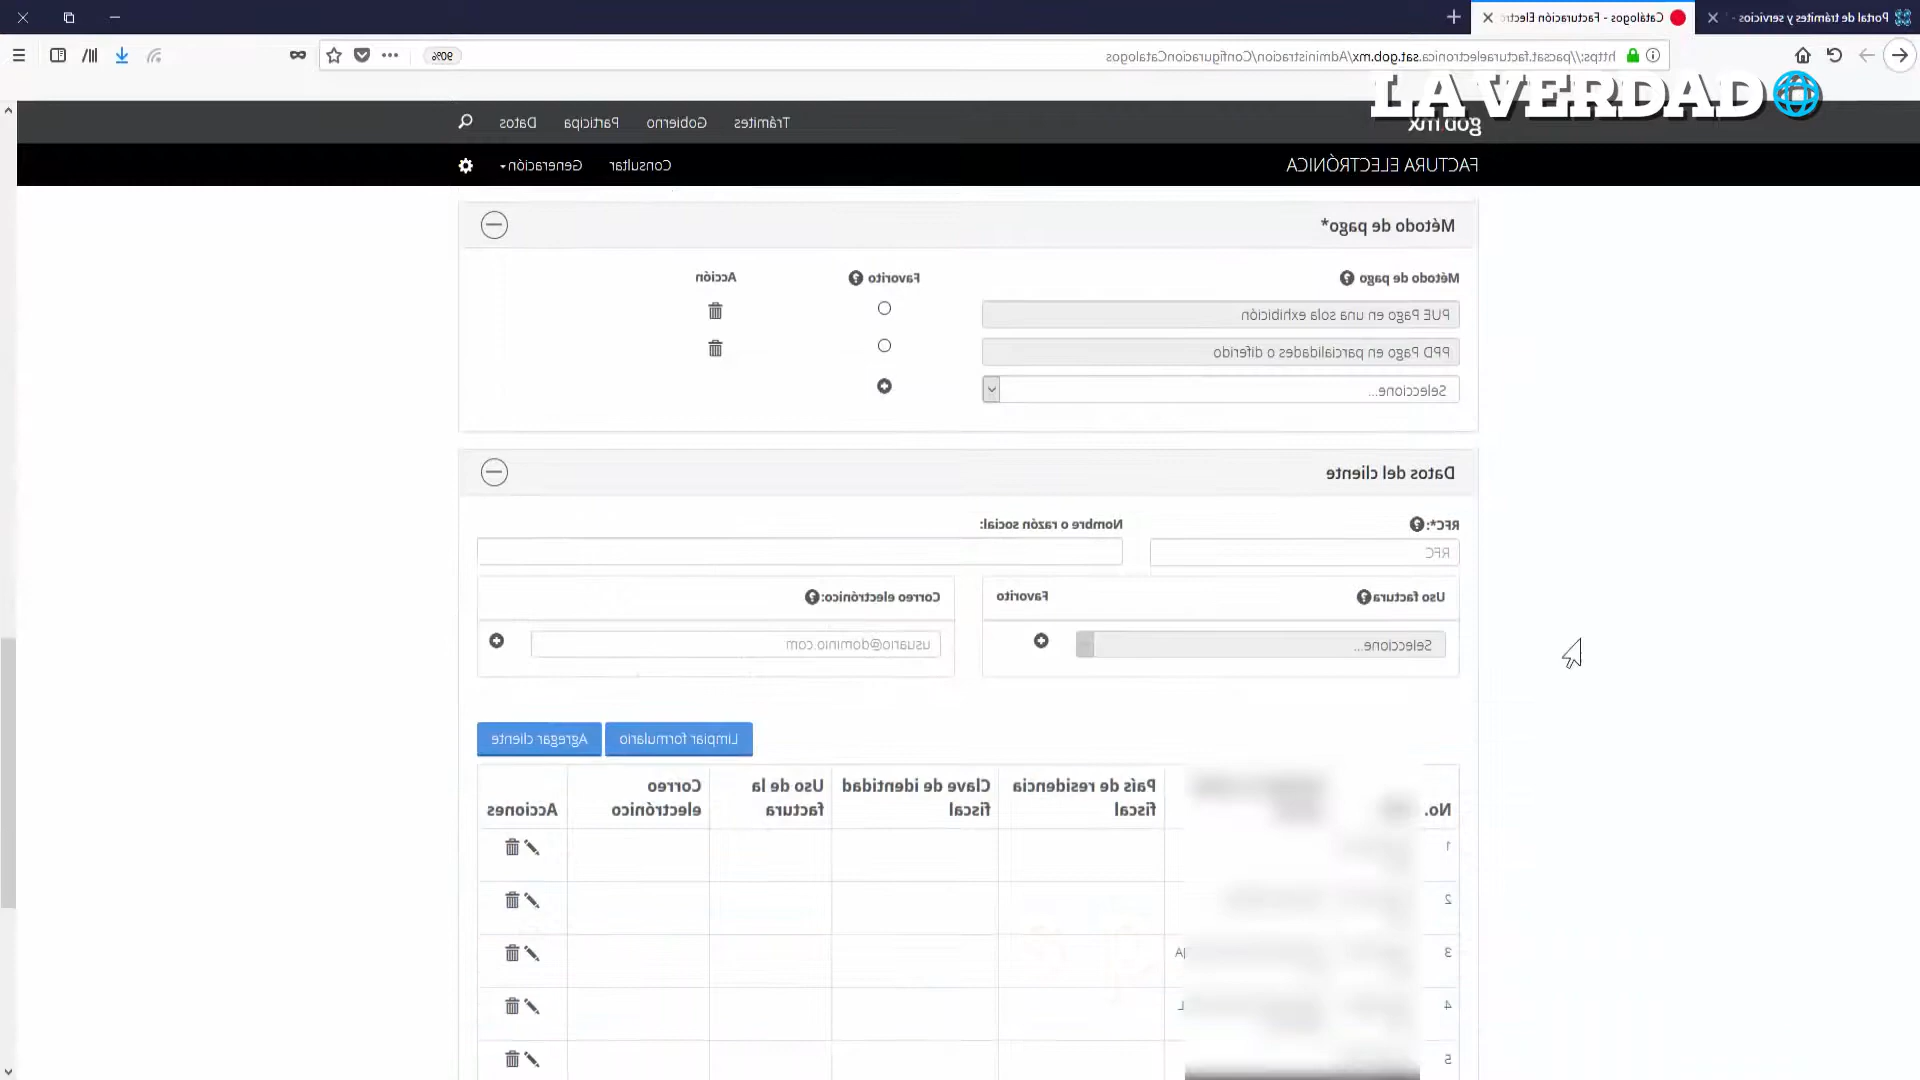 Portal de trámites y servicios -
Catálogos - Facturación Electró
https://pacsat.facturaelectronica.sat.gob.mx/Administracion/ConfiguracionCatalogos
90%
LA VERDAD
gob.mx
Trámites Gobierno Participa Datos
FACTURA ELECTRÓNICA
Consultar Generación
Método de pago*
Método de pago Favorito Acción
PUE Pago en una sola exhibición
PPD Pago en parcialidades o diferido
Seleccione...
Datos del cliente
RFC*: Nombre o razón social:
RFC
Uso factura Favorito Correo electrónico:
Seleccione... usuario@dominio.com
Limpiar formulario Agregar cliente
No. País de residencia fiscal Clave de identidad fiscal Uso de la factura Correo electrónico Acciones
1
2
3 IA
4 L
5